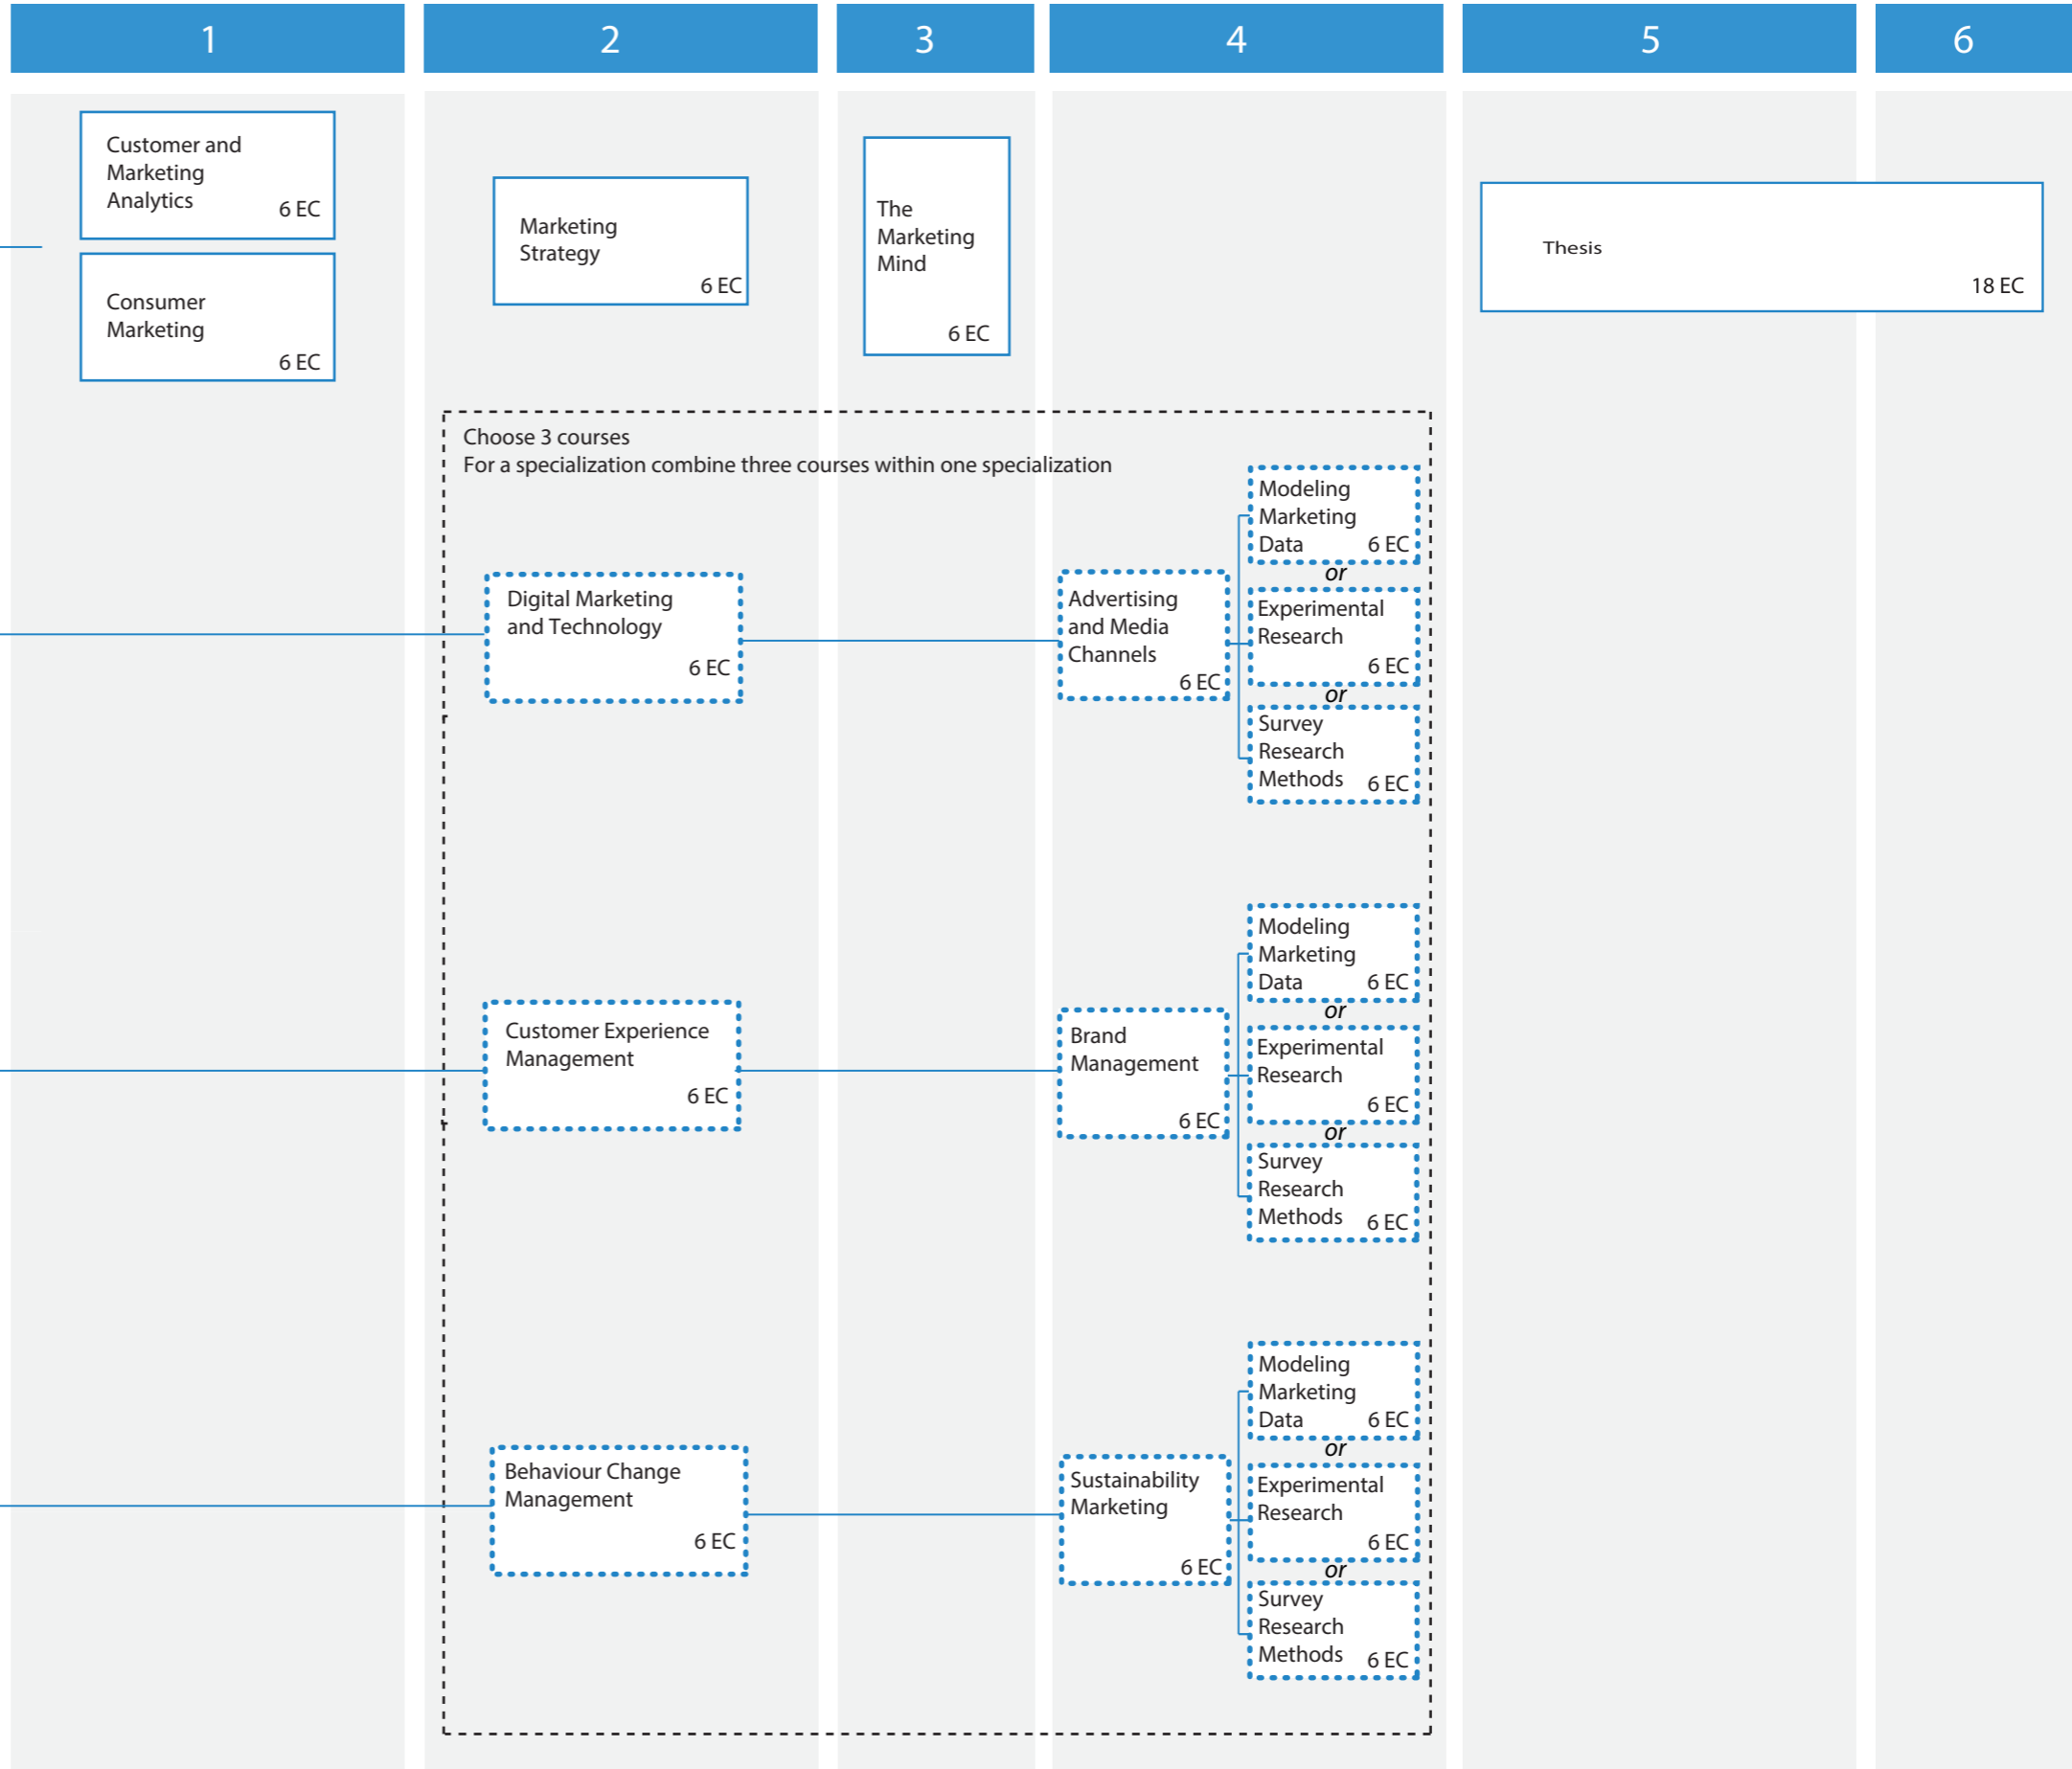 1
2
3
4
5
6
Customer and
Marketing
Analytics
6 EC
Consumer
Marketing
6 EC
Marketing
Strategy
6 EC
The
Marketing
Mind
6 EC
Thesis
18 EC
Choose 3 courses
For a specialization combine three courses within one specialization
Digital Marketing
and Technology
6 EC
Advertising
and Media
Channels
6 EC
Modeling
Marketing
Data 6 EC
or
Experimental
Research
6 EC
or
Survey
Research
Methods 6 EC
Customer Experience
Management
6 EC
Brand
Management
6 EC
Modeling
Marketing
Data 6 EC
or
Experimental
Research
6 EC
or
Survey
Research
Methods 6 EC
Behaviour Change
Management
6 EC
Sustainability
Marketing
6 EC
Modeling
Marketing
Data 6 EC
or
Experimental
Research
6 EC
or
Survey
Research
Methods 6 EC